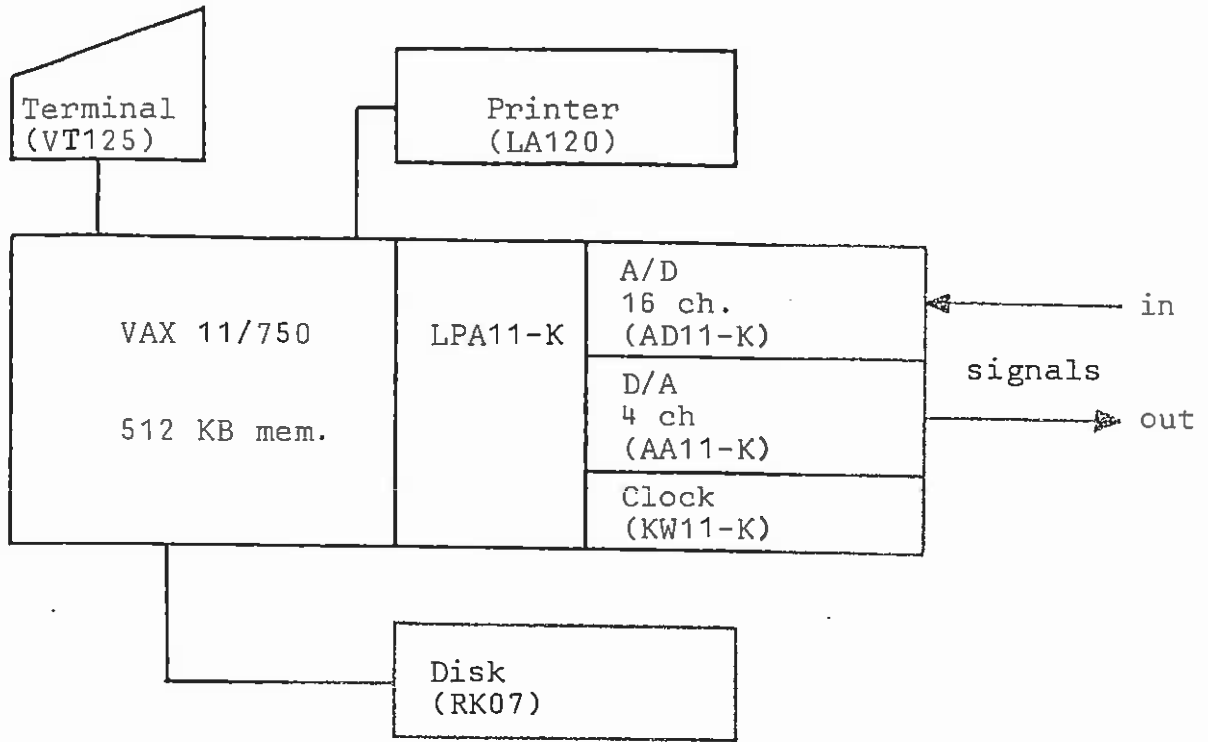 Terminal
(VT125)
Printer
(LA120)
VAX 11/750
512 KB mem.
LPA11-K
A/D
16 ch.
(AD11-K)
D/A
4 ch
(AA11-K)
Clock
(KW11-K)
in
signals
out
Disk
(RK07)